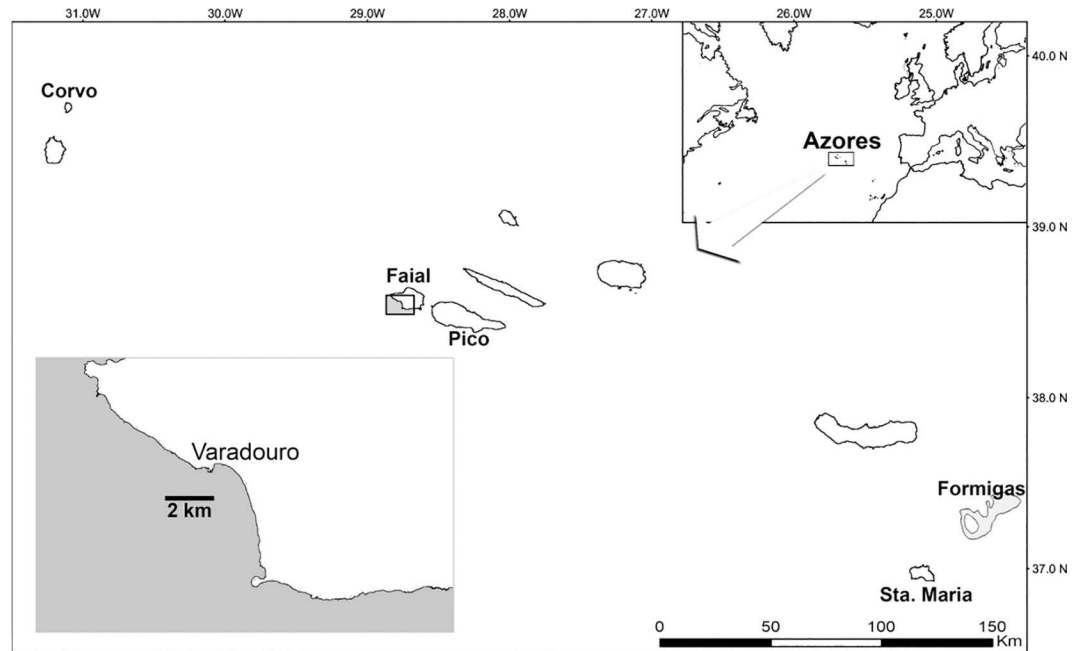 31.0W 30.0W 29.0W 28.0W 27.0W 26.0W 25.0W
40.0 N
Corvo
Azores
39.0 N
Faial
Pico
38.0 N
Varadouro
2 km
Formigas
37.0 N
Sta. Maria
0 50 100 150
Km